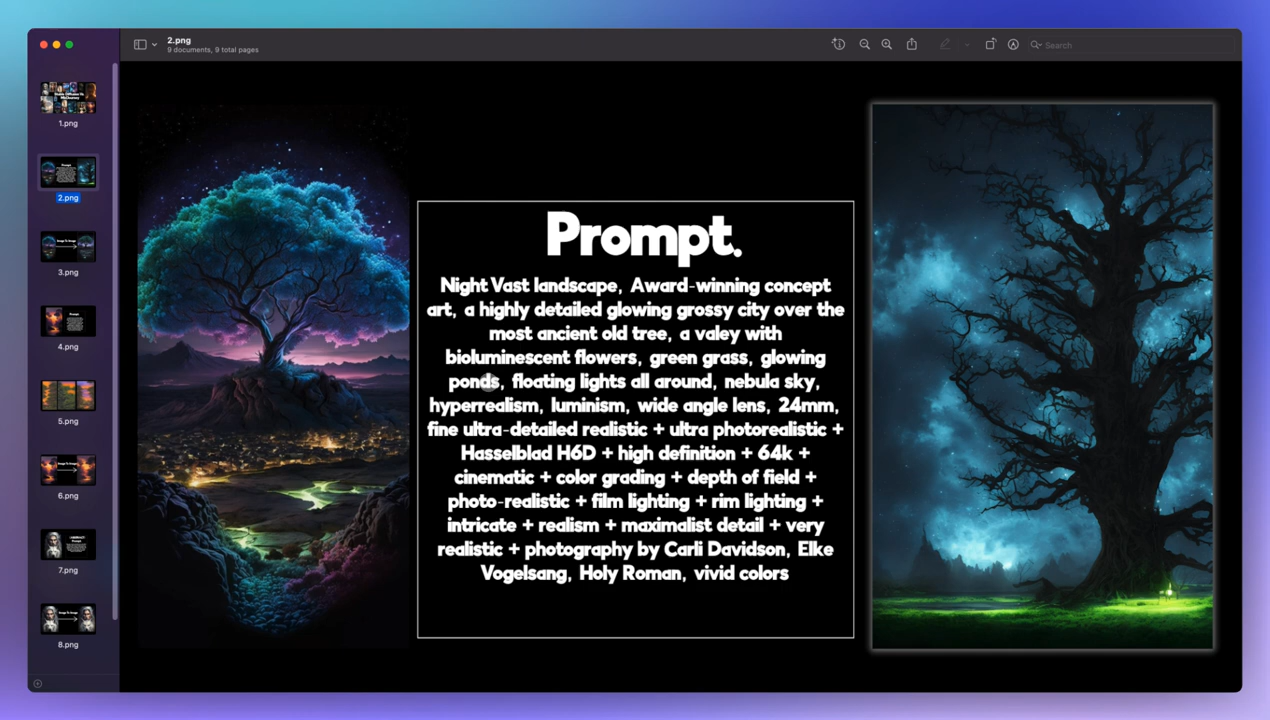 2.png
9 documents, 9 total pages
Search
1.png
2.png
3.png
4.png
5.png
6.png
7.png
8.png
Prompt.
Night Vast landscape, Award-winning concept
art, a highly detailed glowing grossy city over the
most ancient old tree, a valey with
bioluminescent flowers, green grass, glowing
ponds, floating lights all around, nebula sky,
hyperrealism, luminism, wide angle lens, 24mm,
fine ultra-detailed realistic + ultra photorealistic +
Hasselblad H6D + high definition + 64k +
cinematic + color grading + depth of field +
photo-realistic + film lighting + rim lighting +
intricate + realism + maximalist detail + very
realistic + photography by Carli Davidson, Elke
Vogelsang, Holy Roman, vivid colors